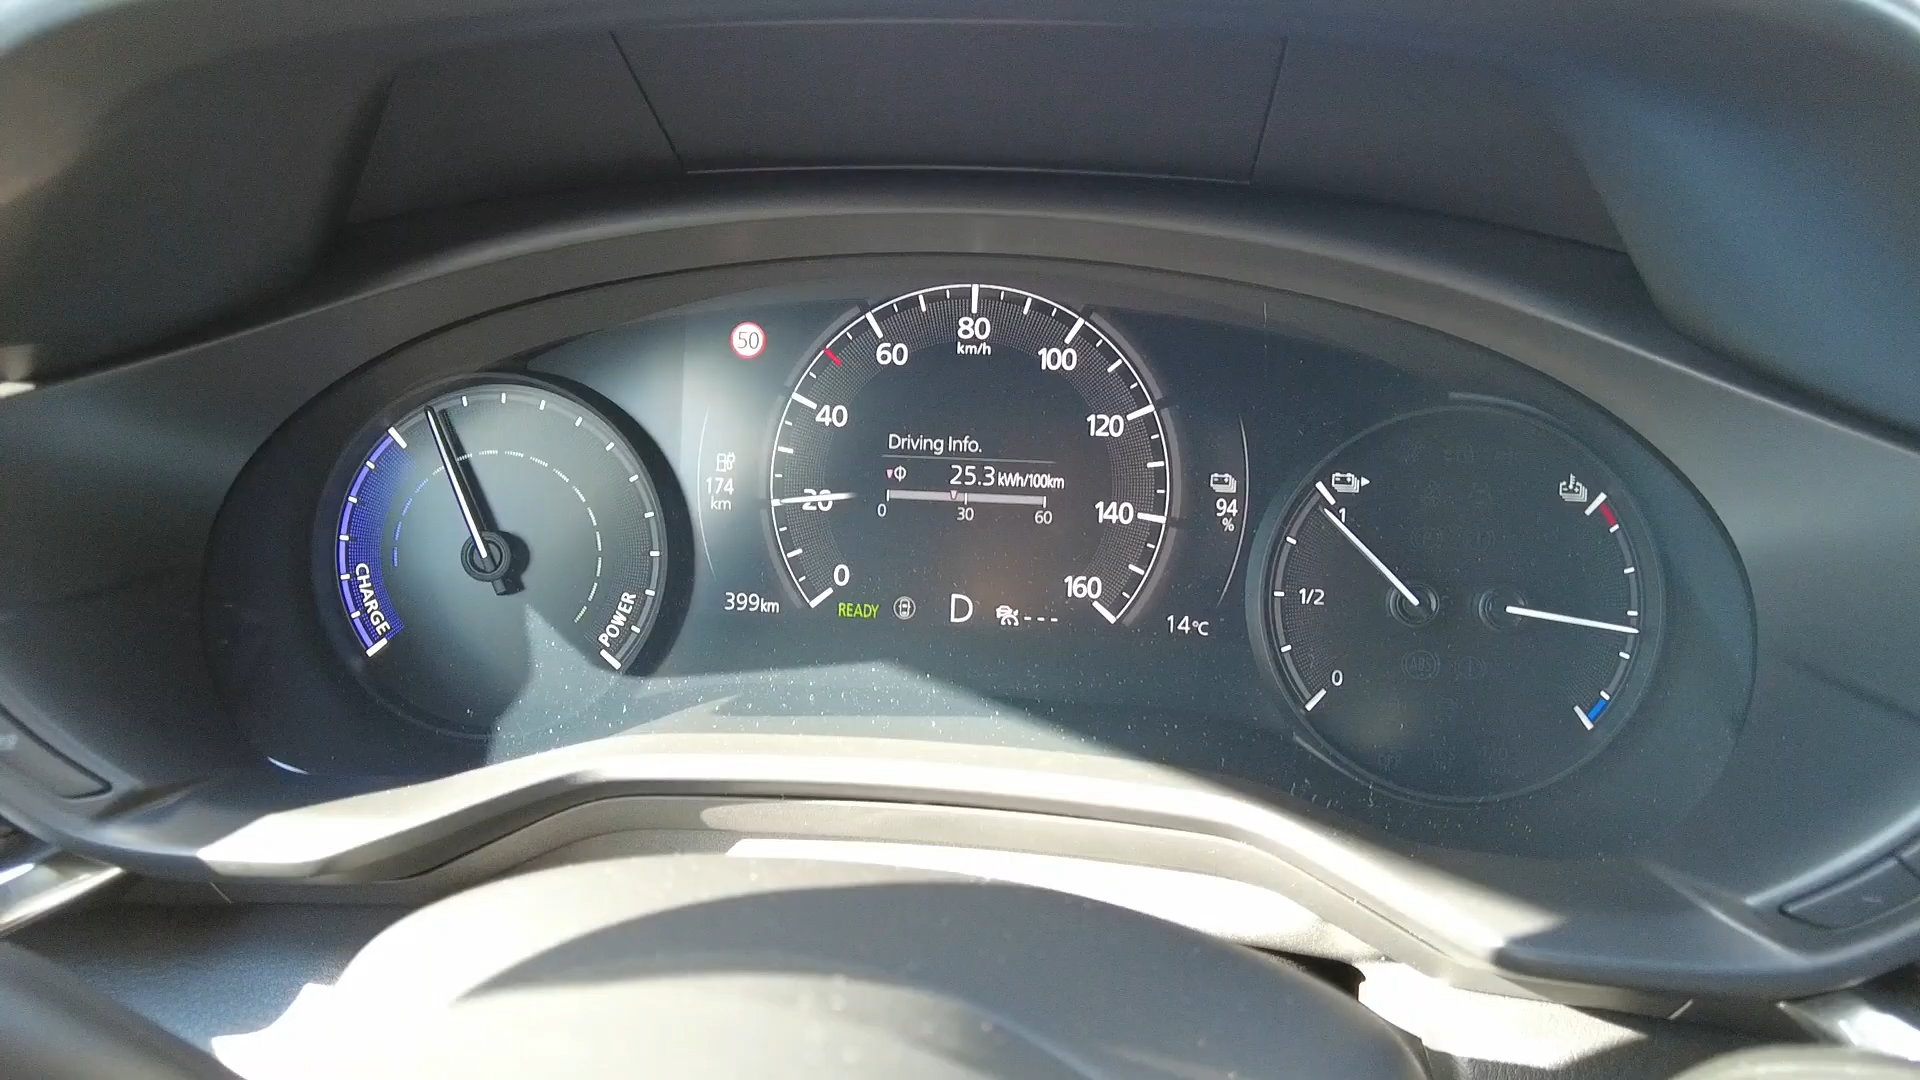 50
80
km/h
60
100
40
120
20
140
0
160
Driving Info.
25.3 kWh/100km
0 30 60
174
km
94
%
399km
READY
D
---
14°C
CHARGE
POWER
1
1/2
0
ABS